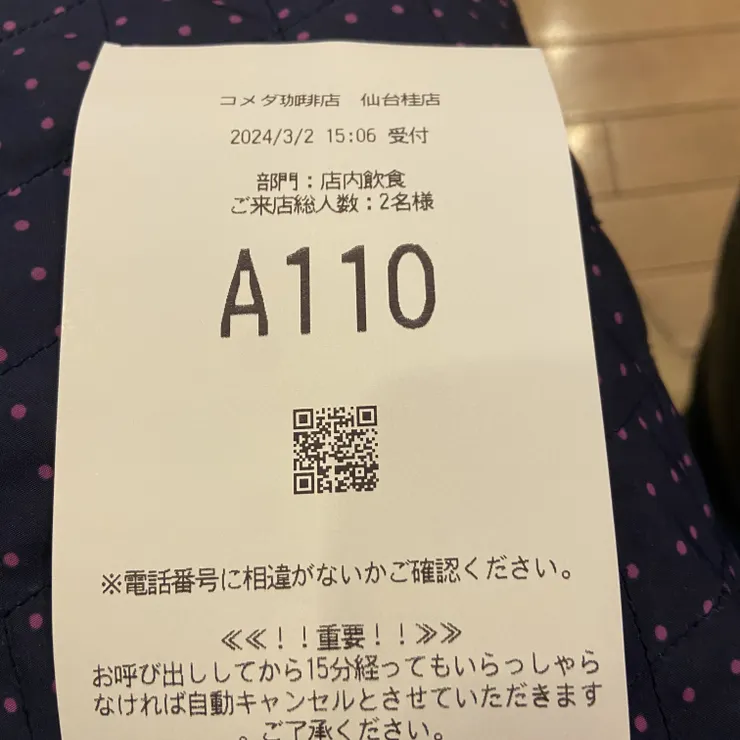 コメダ珈琲店　仙台桂店
2024/3/2 15:06 受付
部門：店内飲食
ご来店総人数：2名様
A110
※電話番号に相違がないかご確認ください。
≪≪！！重要！！≫≫
お呼び出ししてから15分経ってもいらっしゃら
なければ自動キャンセルとさせていただきます
。ご了承ください。